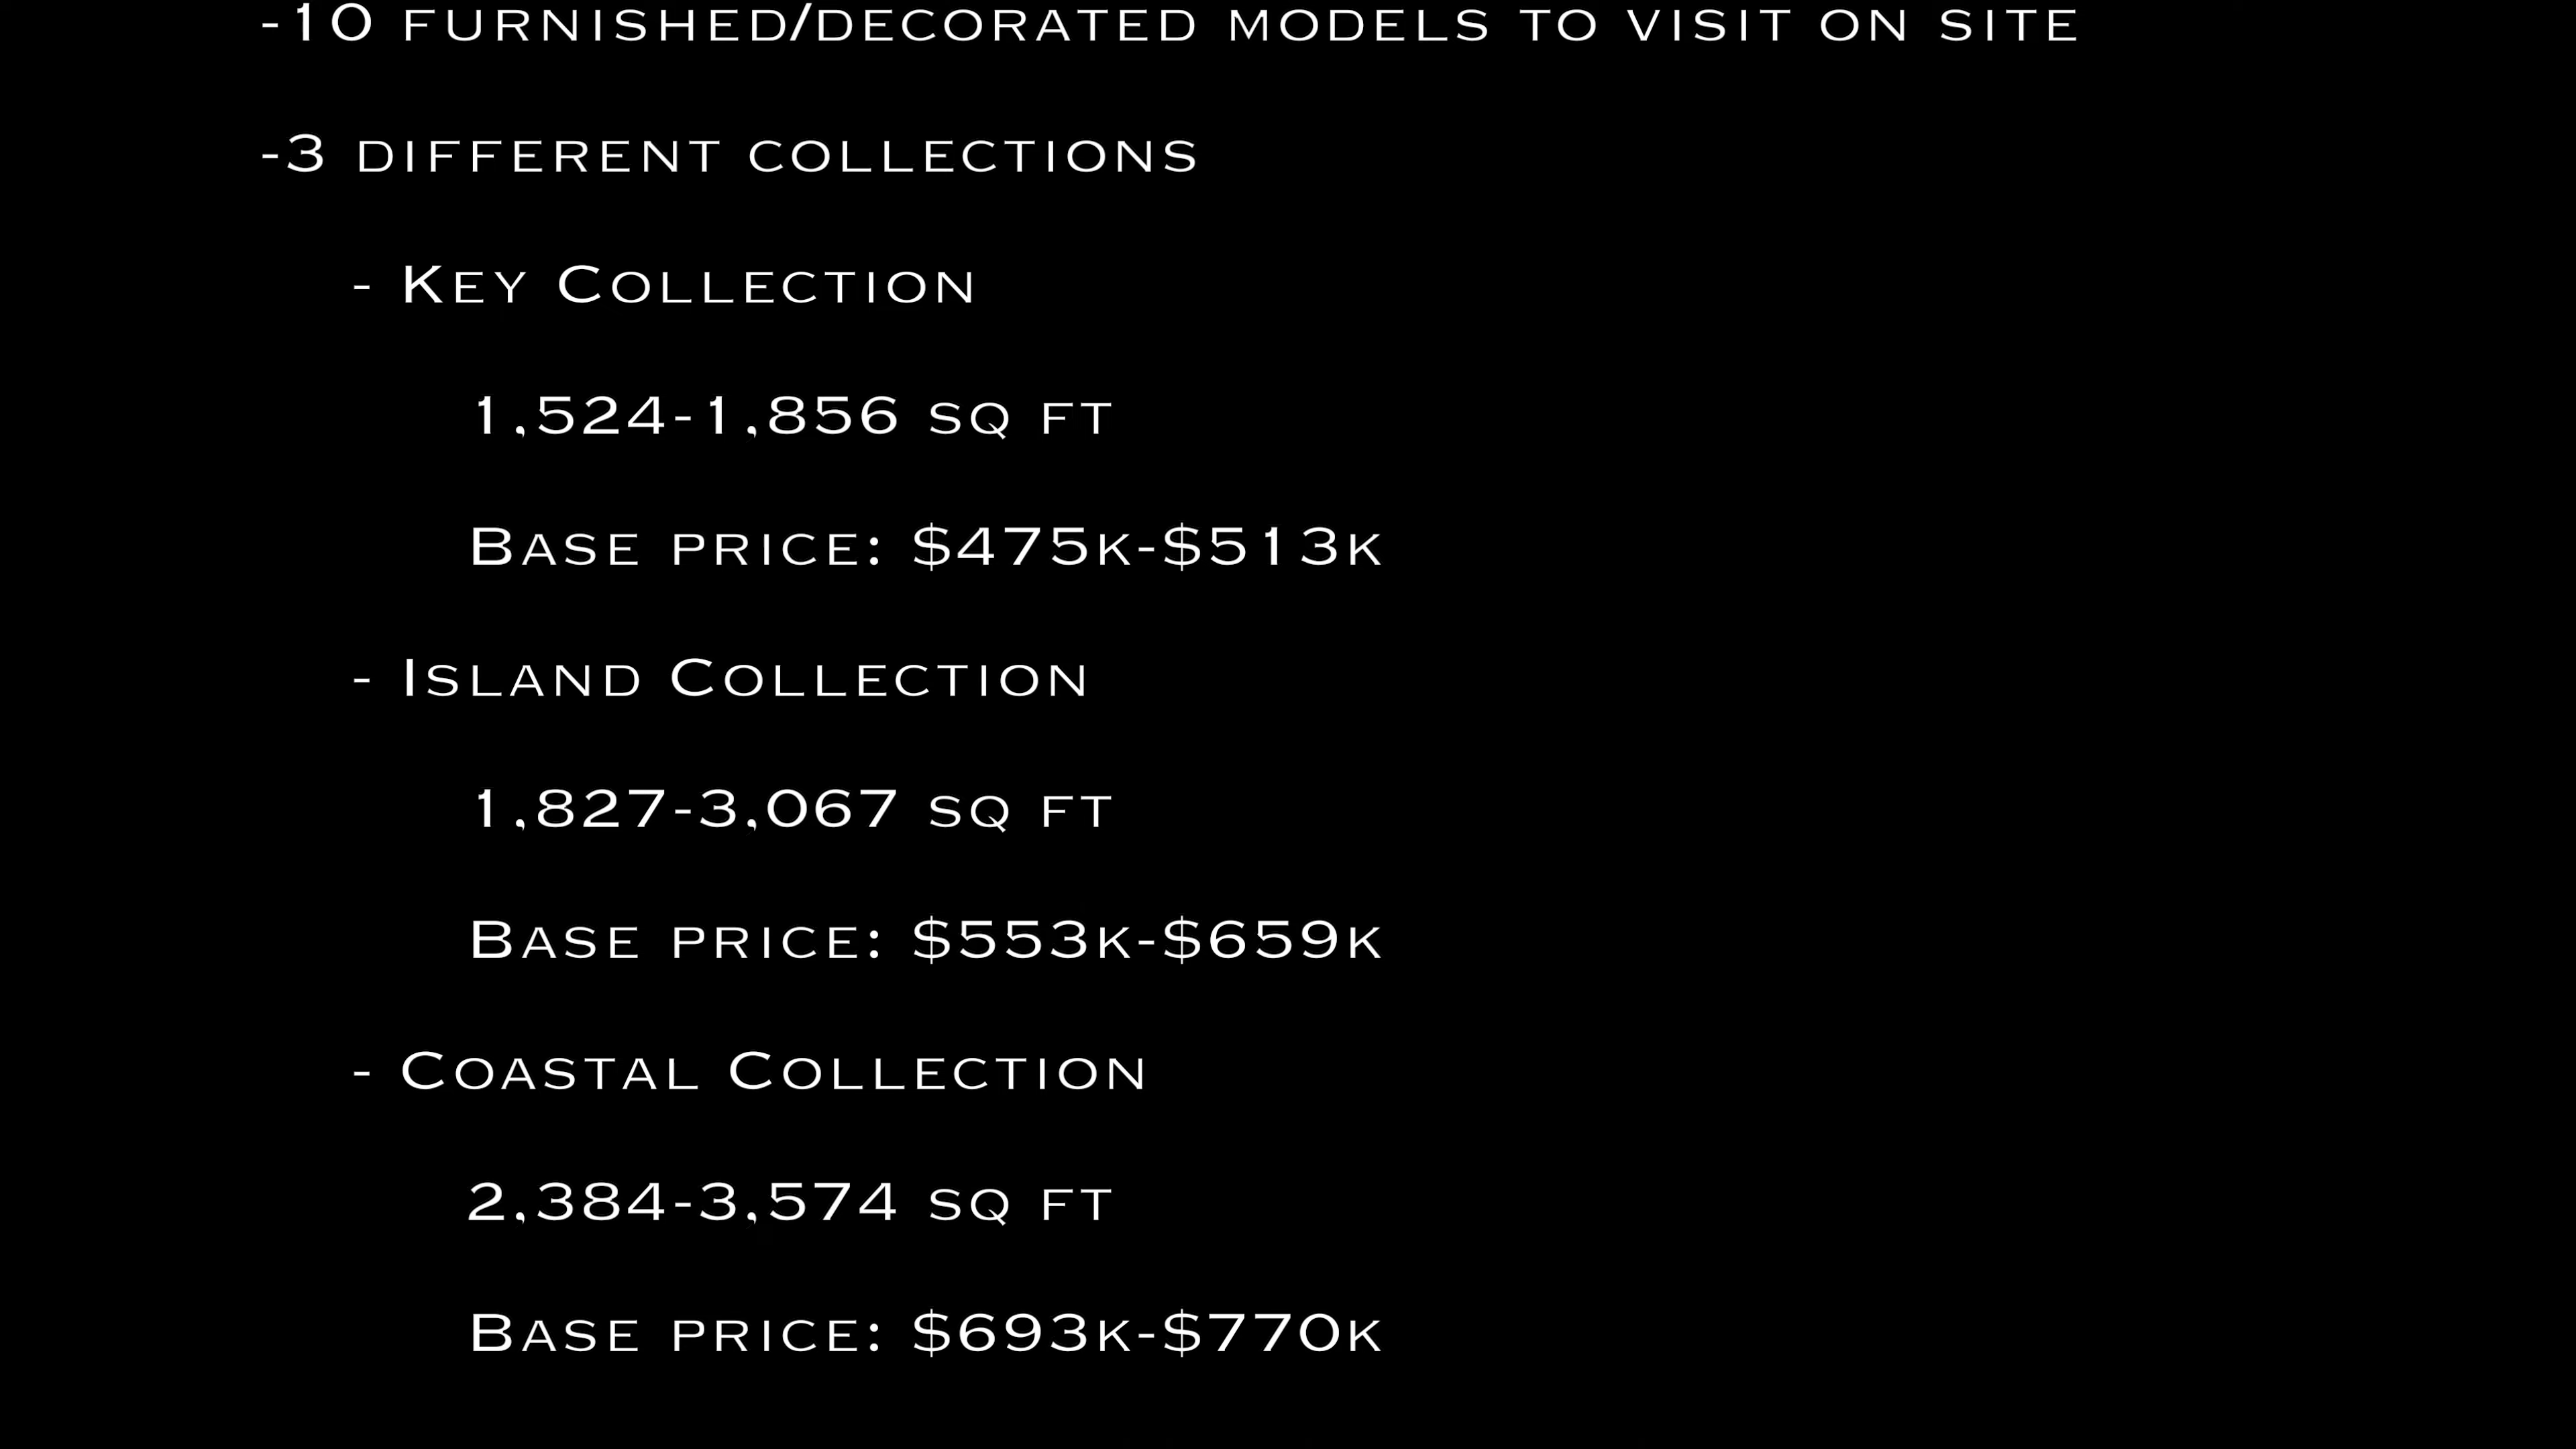 -10 furnished/decorated models to visit on site
-3 different collections
- Key Collection
1,524-1,856 sq ft
Base price: $475k-$513k
- Island Collection
1,827-3,067 sq ft
Base price: $553k-$659k
- Coastal Collection
2,384-3,574 sq ft
Base price: $693k-$770k